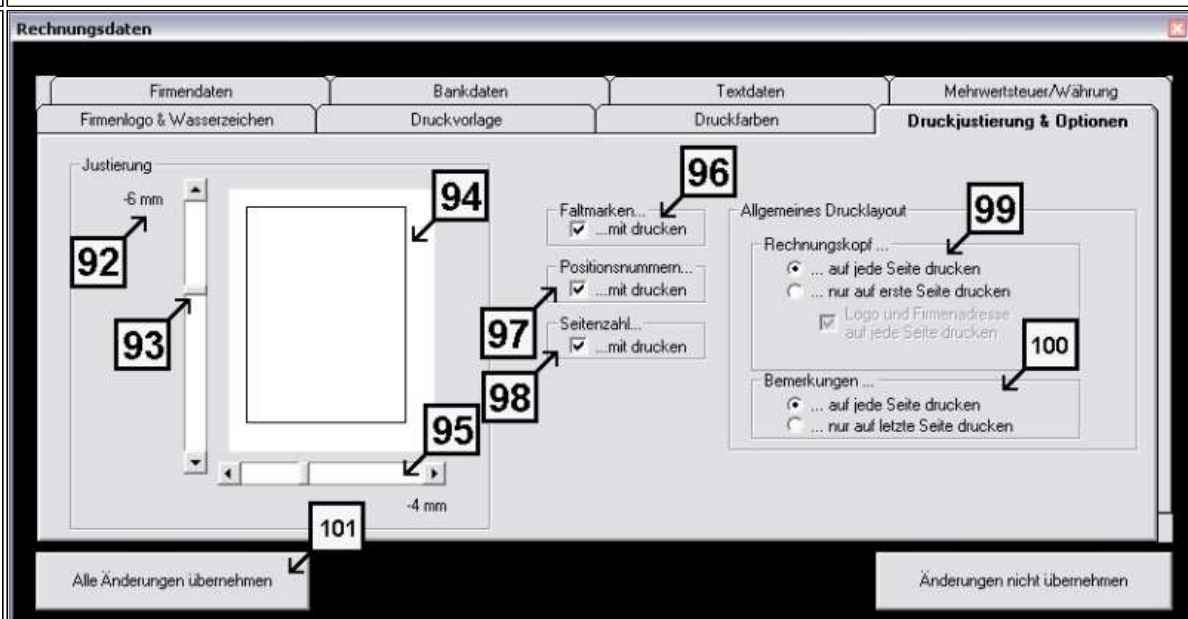 Rechnungsdaten
Firmendaten Bankdaten Textdaten Mehrwertsteuer/Währung
Firmenlogo & Wasserzeichen Druckvorlage Druckfarben Druckjustierung & Optionen
Justierung
-6 mm
92
93
94
95
-4 mm
96
Faltmarken...
...mit drucken
Positionsnummern...
...mit drucken
97
Seitenzahl...
...mit drucken
98
Allgemeines Drucklayout
99
Rechnungskopf ...
... auf jede Seite drucken
... nur auf erste Seite drucken
Logo und Firmenadresse
auf jede Seite drucken
100
Bemerkungen ...
... auf jede Seite drucken
... nur auf letzte Seite drucken
101
Alle Änderungen übernehmen
Änderungen nicht übernehmen